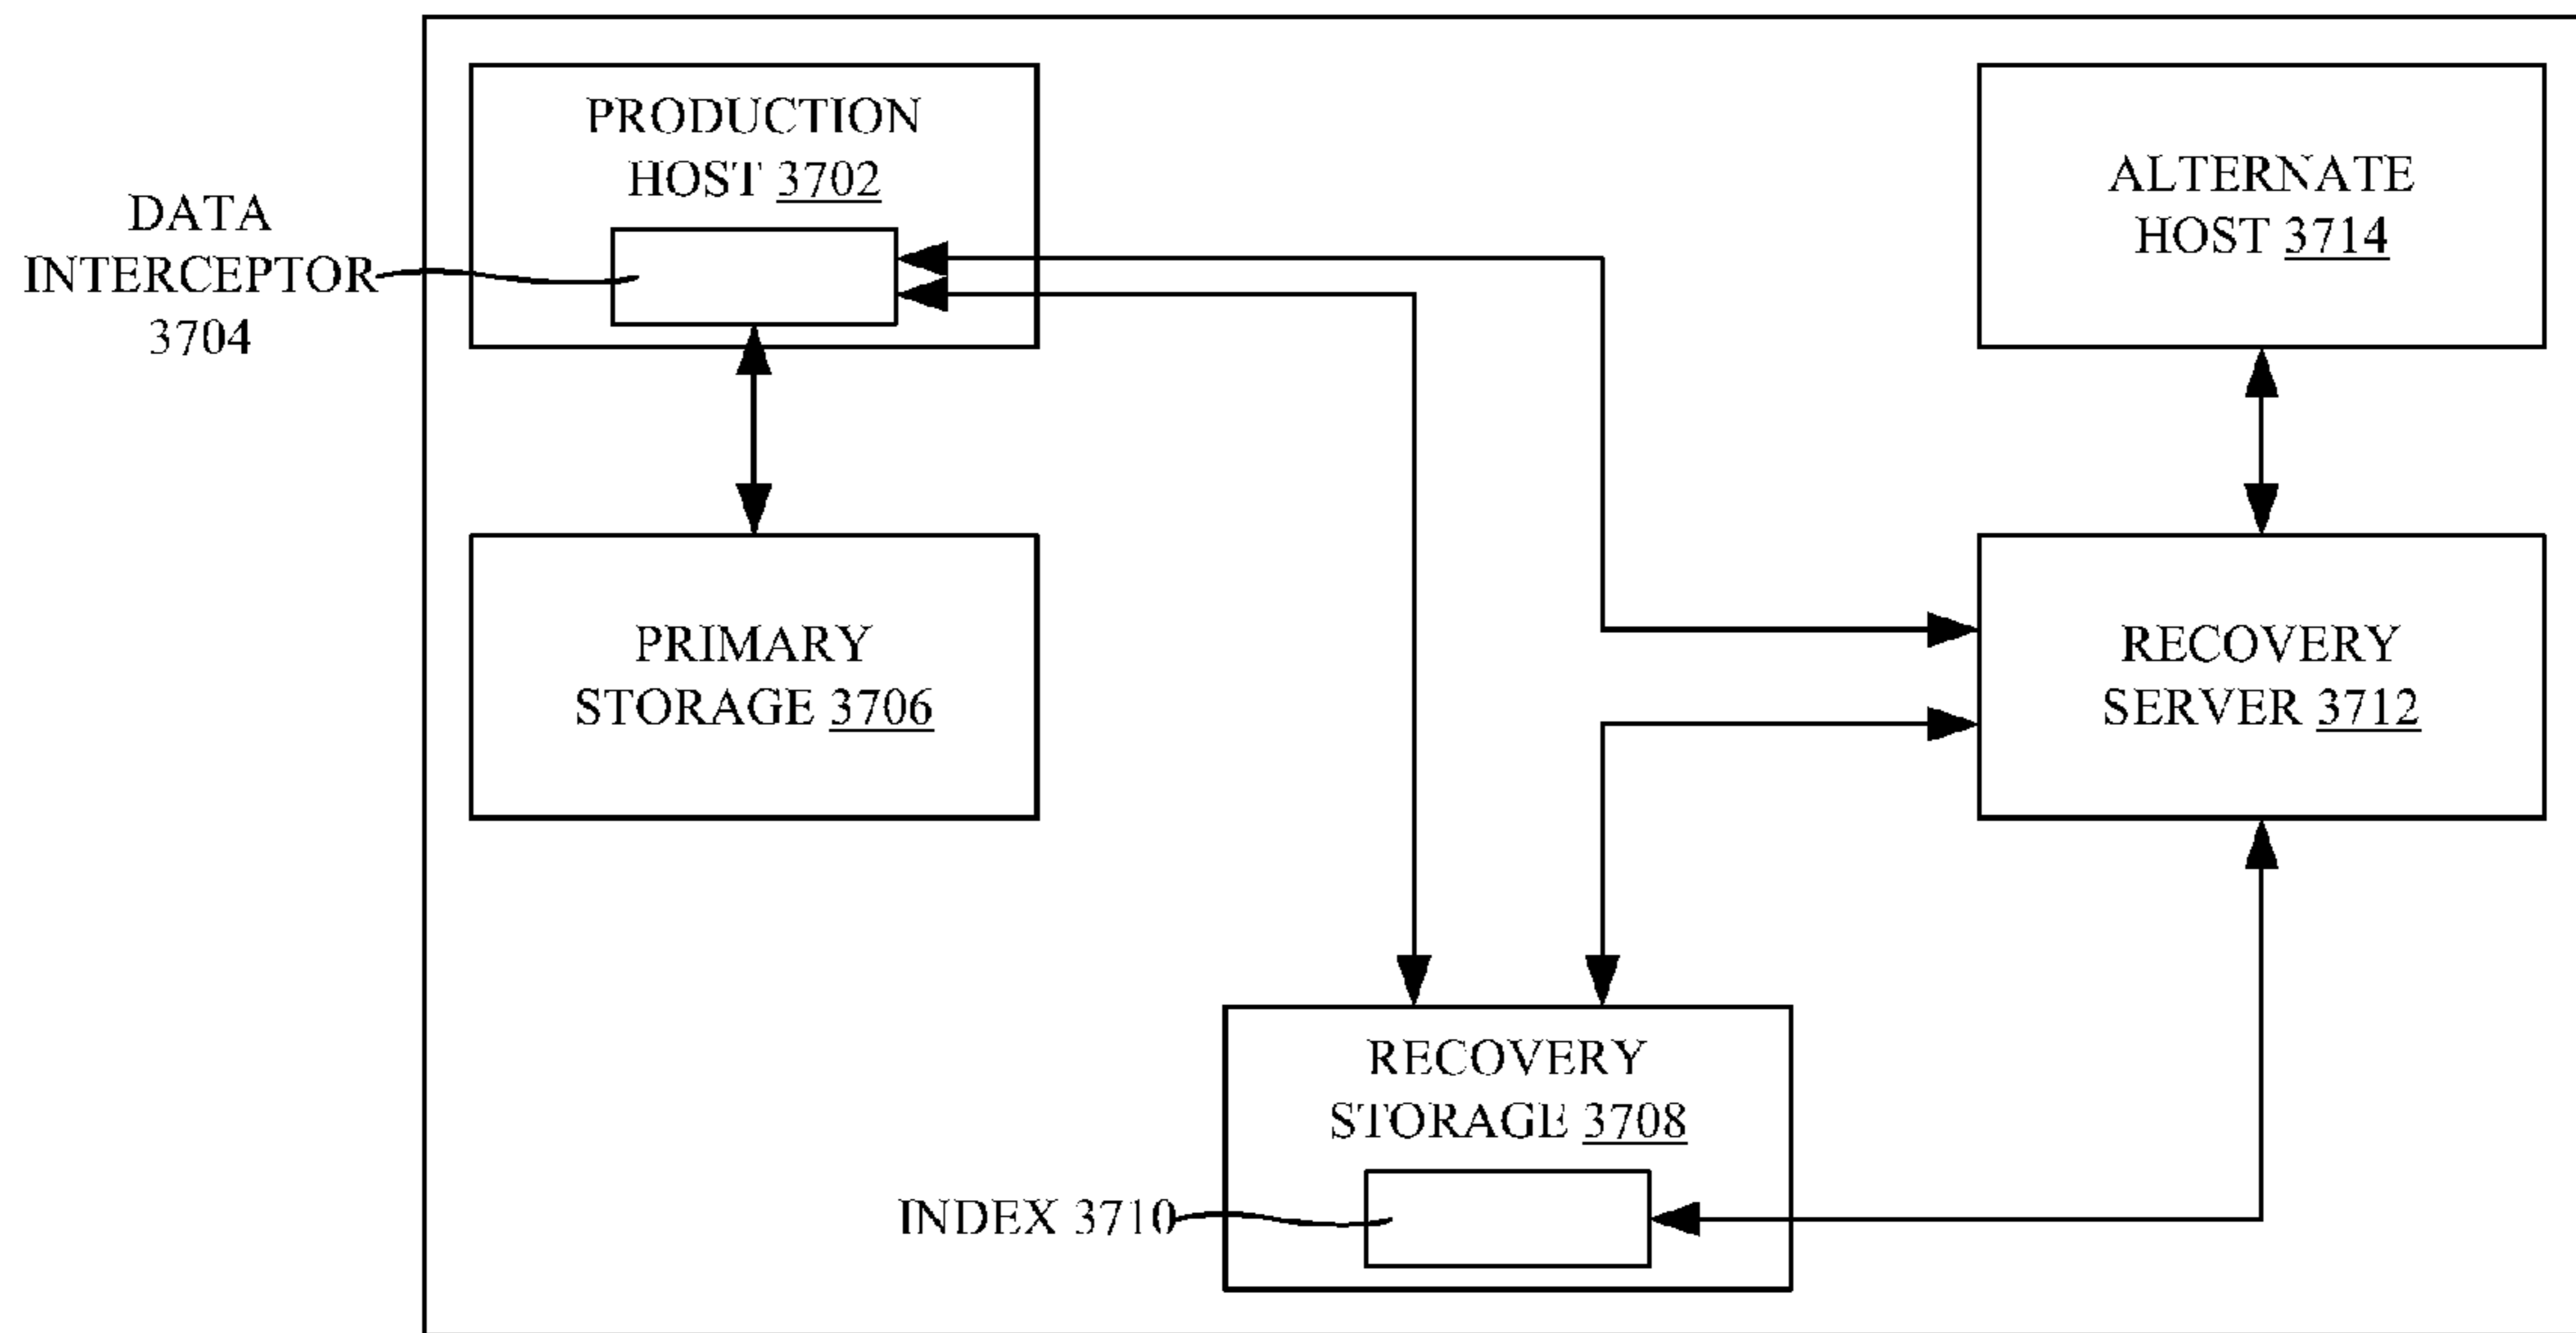 PRODUCTION
HOST 3702
DATA
INTERCEPTOR
3704
ALTERNATE
HOST 3714
PRIMARY
STORAGE 3706
RECOVERY
SERVER 3712
RECOVERY
STORAGE 3708
INDEX 3710